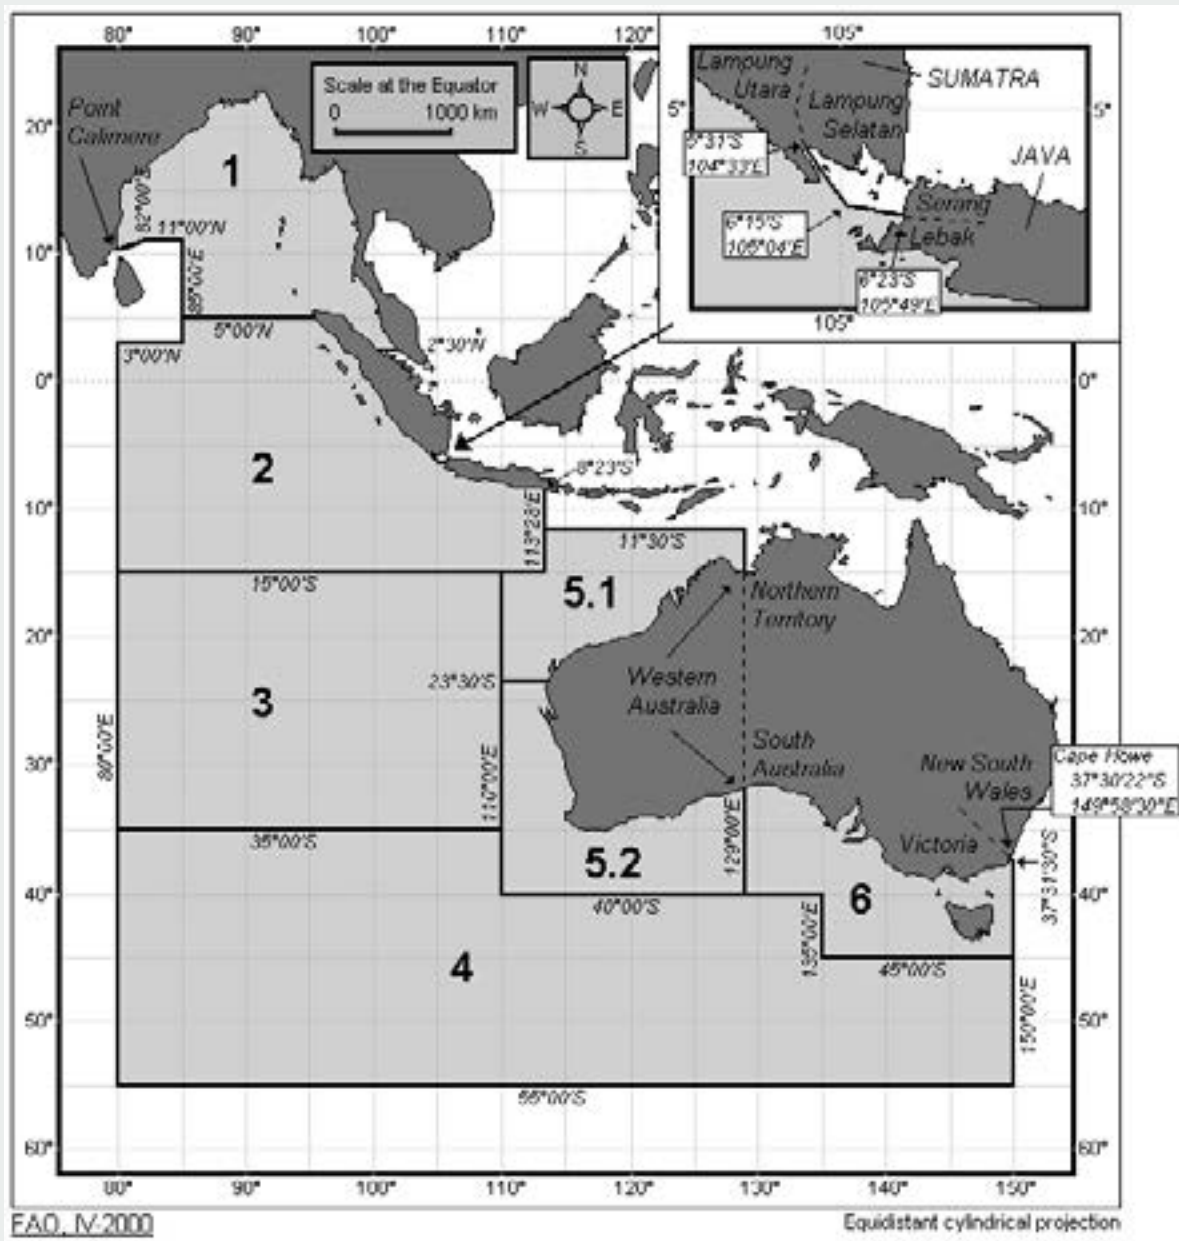 80° 90° 100° 110° 120°
105°
Scale at the Equator
0 1000 km
N
W E
S
Lampung
Utara
SUMATRA
Lampung
Selatan
5° 5°
5°31'S
104°33'E
JAVA
Serang
Lebak
6°15'S
105°04'E
6°23'S
105°49'E
105°
Point
Calimere
20°
1
82°00'E
11°00'N
10°
85°00'E
5°00'N
3°00'N
2°30'N
0° 0°
8°23'S
2
10° 10°
113°28'E
11°30'S
15°00'S
5.1
Northern
Territory
20° 20°
23°30'S
Western
Australia
3
80°00'E
110°00'E
South
Australia
New South
Wales
Cape Howe
37°30'22"S
149°58'30"E
30°
35°00'S
129°00'E
Victoria
5.2
6
37°31'30"S
40° 40°
40°00'S
135°00'E
4
45°00'S
50° 50°
150°00'E
55°00'S
60° 60°
80° 90° 100° 110° 120° 130° 140° 150°
FAO, IV-2000
Equidistant cylindrical projection